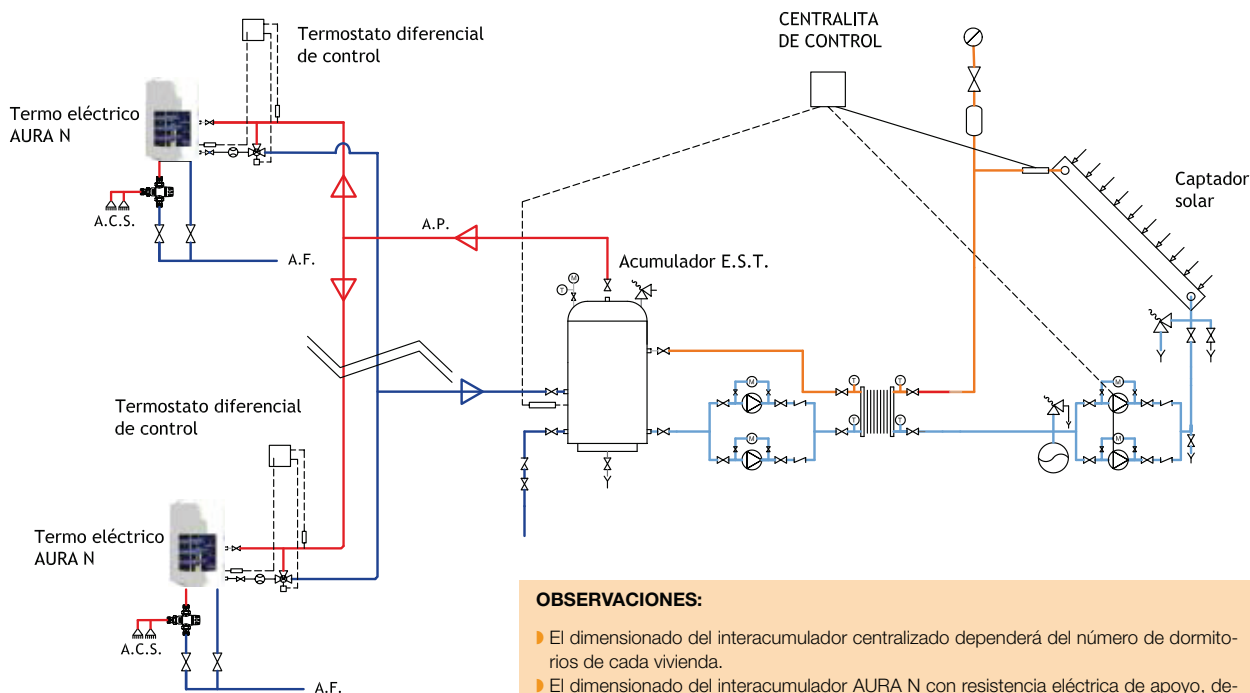 Termostato diferencial
de control
CENTRALITA
DE CONTROL
Termo eléctrico
AURA N
A.C.S.
A.F.
A.P.
Captador
solar
Acumulador E.S.T.
M
T
M
M
T
T
T
T
M
M
Termostato diferencial
de control
Termo eléctrico
AURA N
A.C.S.
A.F.
OBSERVACIONES:
El dimensionado del interacumulador centralizado dependerá del número de dormito-
rios de cada vivienda.
El dimensionado del interacumulador AURA N con resistencia eléctrica de apoyo, de-